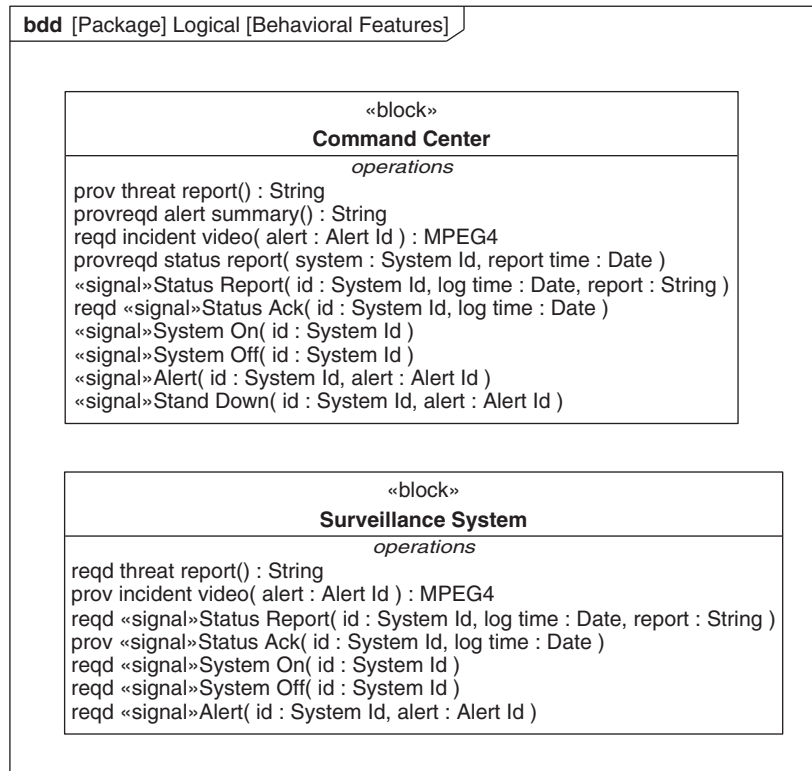 bdd [Package] Logical [Behavioral Features]
«block»
Command Center
operations
prov threat report() : String
provreqd alert summary() : String
reqd incident video( alert : Alert Id ) : MPEG4
provreqd status report( system : System Id, report time : Date )
«signal»Status Report( id : System Id, log time : Date, report : String )
reqd «signal»Status Ack( id : System Id, log time : Date )
«signal»System On( id : System Id )
«signal»System Off( id : System Id )
«signal»Alert( id : System Id, alert : Alert Id )
«signal»Stand Down( id : System Id, alert : Alert Id )
«block»
Surveillance System
operations
reqd threat report() : String
prov incident video( alert : Alert Id ) : MPEG4
reqd «signal»Status Report( id : System Id, log time : Date, report : String )
prov «signal»Status Ack( id : System Id, log time : Date )
reqd «signal»System On( id : System Id )
reqd «signal»System Off( id : System Id )
reqd «signal»Alert( id : System Id, alert : Alert Id )